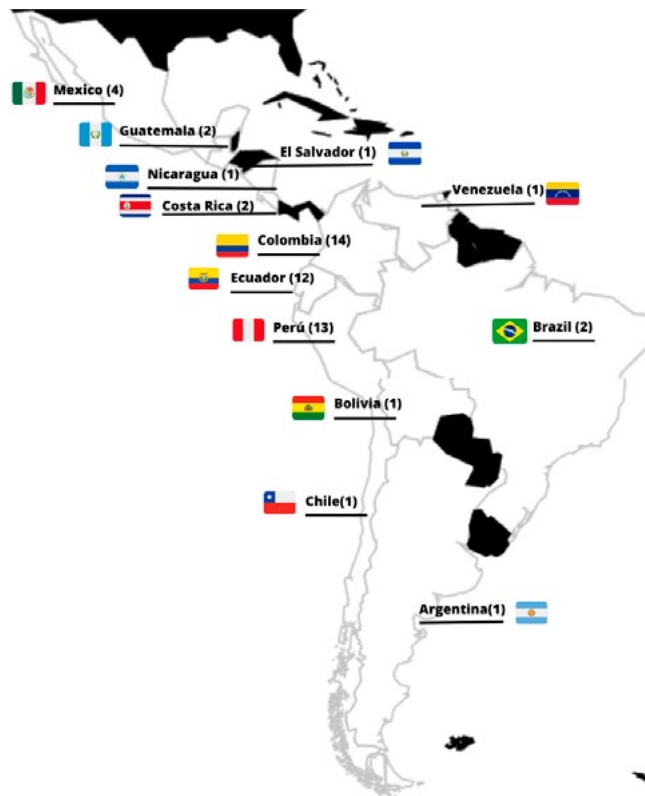 Mexico (4)
Guatemala (2)
El Salvador (1)
Nicaragua (1)
Venezuela (1)
Costa Rica (2)
Colombia (14)
Ecuador (12)
Perú (13)
Brazil (2)
Bolivia (1)
Chile(1)
Argentina(1)